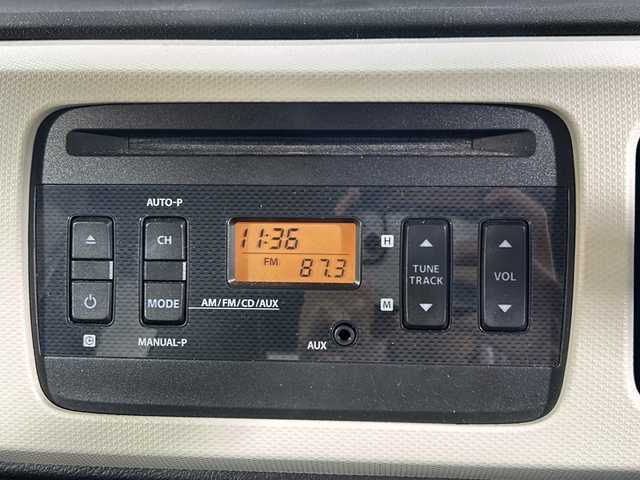 AUTO-P
CH
MODE
MANUAL-P
C
11:36
FM 87.3
AM/FM/CD/AUX
AUX
H
M
TUNE
TRACK
VOL